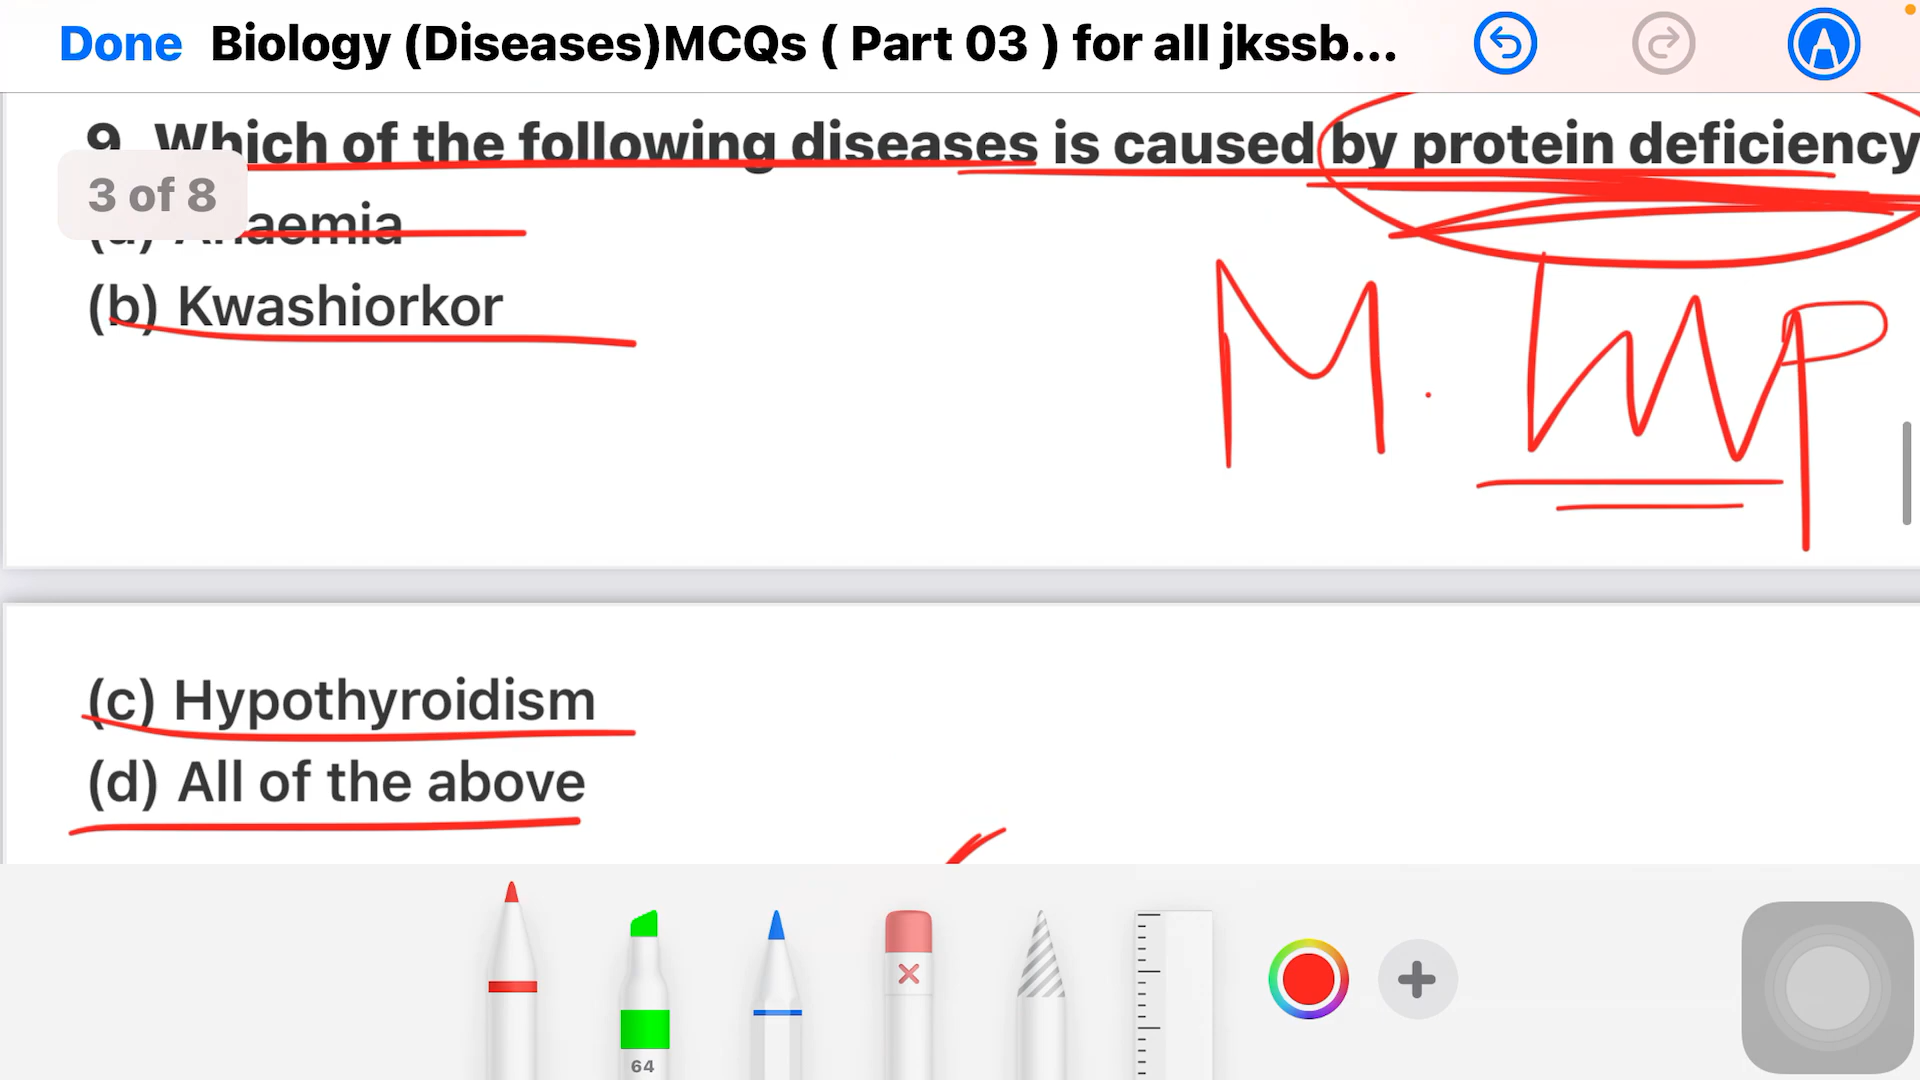 Done Biology (Diseases)MCQs ( Part 03 ) for all jkssb...
9. Which of the following diseases is caused by protein deficiency
3 of 8
(a) Anaemia
(b) Kwashiorkor
M. Imp
(c) Hypothyroidism
(d) All of the above
64